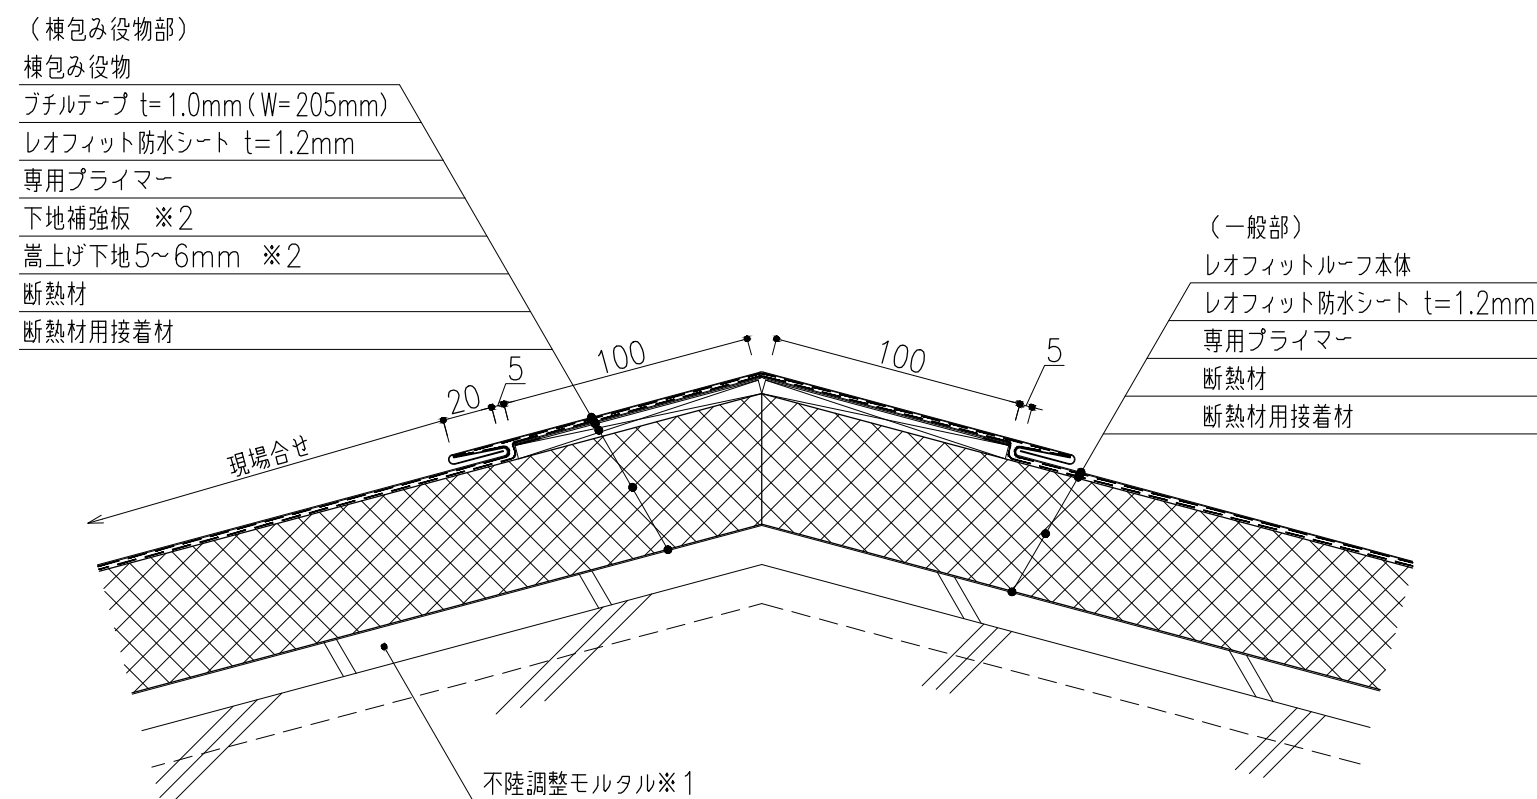 （棟包み役物部）
棟包み役物
ブチルテープ t=1.0mm(W=205mm)
レオフィット防水シート t=1.2mm
専用プライマー
下地補強板 ※2
嵩上げ下地5~6mm ※2
断熱材
断熱材用接着材
（一般部）
レオフィットルーフ本体
レオフィット防水シート t=1.2mm
専用プライマー
断熱材
断熱材用接着材
現場合せ
20
5
100
100
5
不陸調整モルタル※1